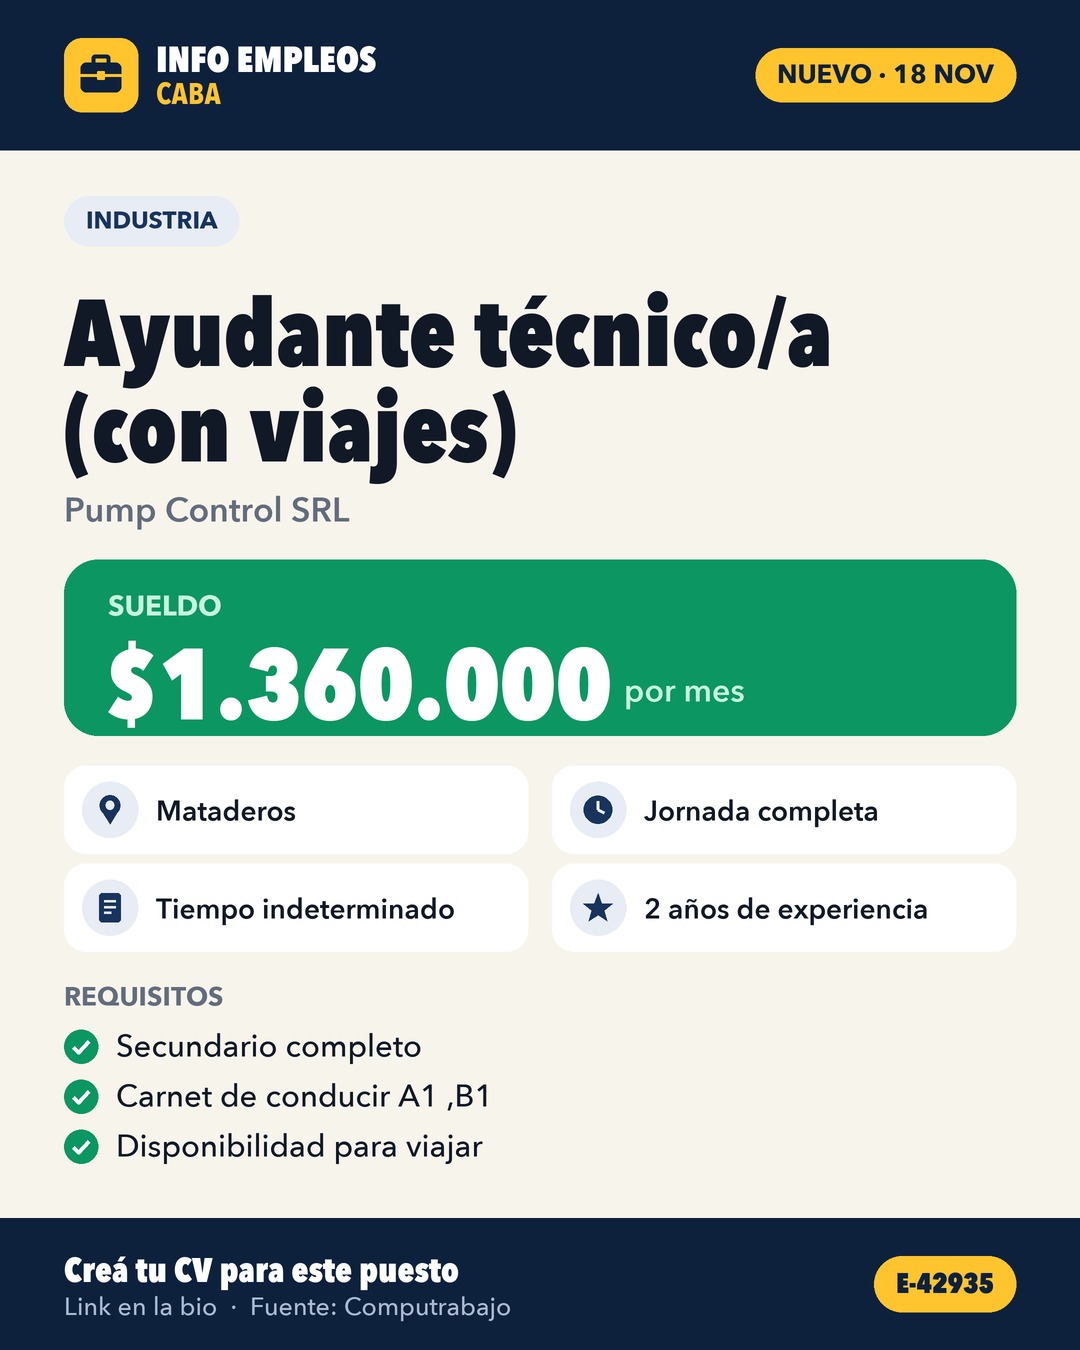 INFO EMPLEOS
CABA
NUEVO · 18 NOV
INDUSTRIA
Ayudante técnico/a
(con viajes)
Pump Control SRL
SUELDO
$1.360.000 por mes
Mataderos
Jornada completa
Tiempo indeterminado
2 años de experiencia
REQUISITOS
Secundario completo
Carnet de conducir A1 ,B1
Disponibilidad para viajar
Creá tu CV para este puesto
Link en la bio · Fuente: Computrabajo
E-42935